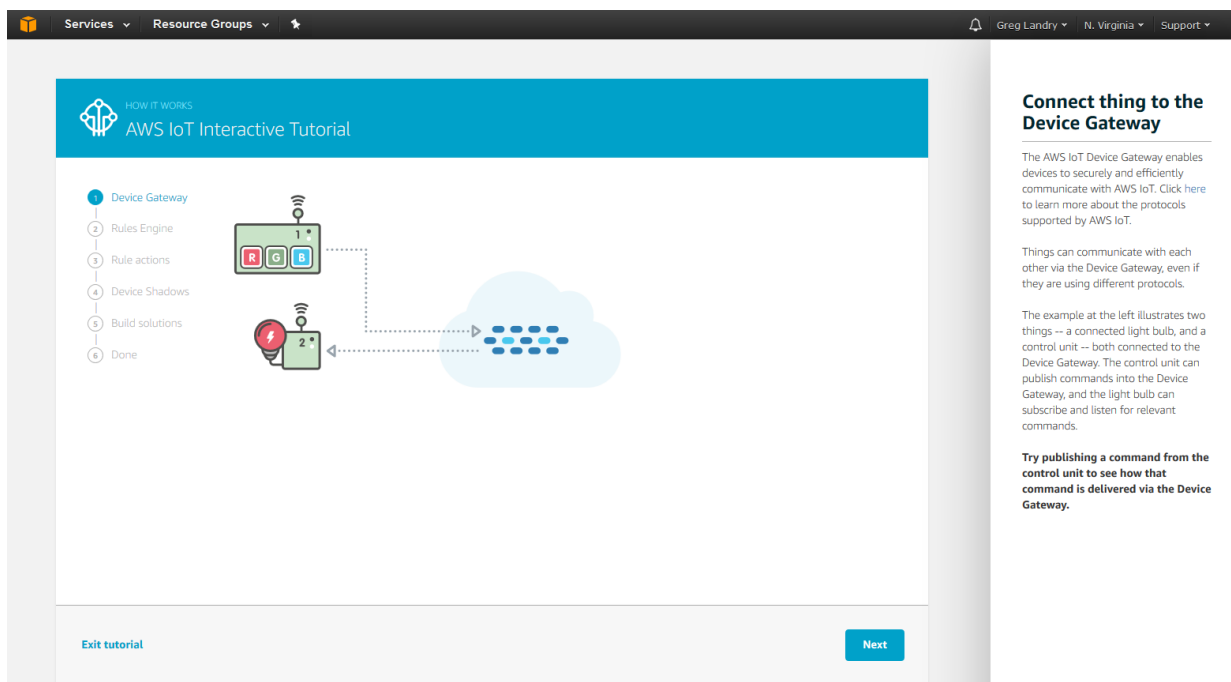 Services Resource Groups Greg Landry N. Virginia Support
HOW IT WORKS
AWS IoT Interactive Tutorial
1 Device Gateway
2 Rules Engine
3 Rule actions
4 Device Shadows
5 Build solutions
6 Done
1
R G B
2
Exit tutorial
Next
Connect thing to the
Device Gateway
The AWS IoT Device Gateway enables
devices to securely and efficiently
communicate with AWS IoT. Click here
to learn more about the protocols
supported by AWS IoT.
Things can communicate with each
other via the Device Gateway, even if
they are using different protocols.
The example at the left illustrates two
things -- a connected light bulb, and a
control unit -- both connected to the
Device Gateway. The control unit can
publish commands into the Device
Gateway, and the light bulb can
subscribe and listen for relevant
commands.
Try publishing a command from the
control unit to see how that
command is delivered via the Device
Gateway.